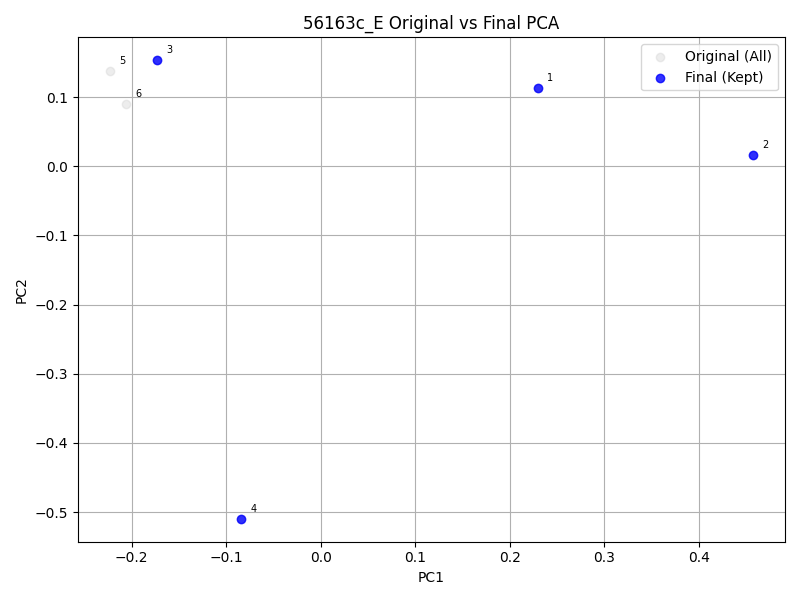 56163c_E Original vs Final PCA
5
3
6
1
2
4
Original (All)
Final (Kept)
0.1
0.0
−0.1
−0.2
−0.3
−0.4
−0.5
PC2
−0.2 −0.1 0.0 0.1 0.2 0.3 0.4
PC1